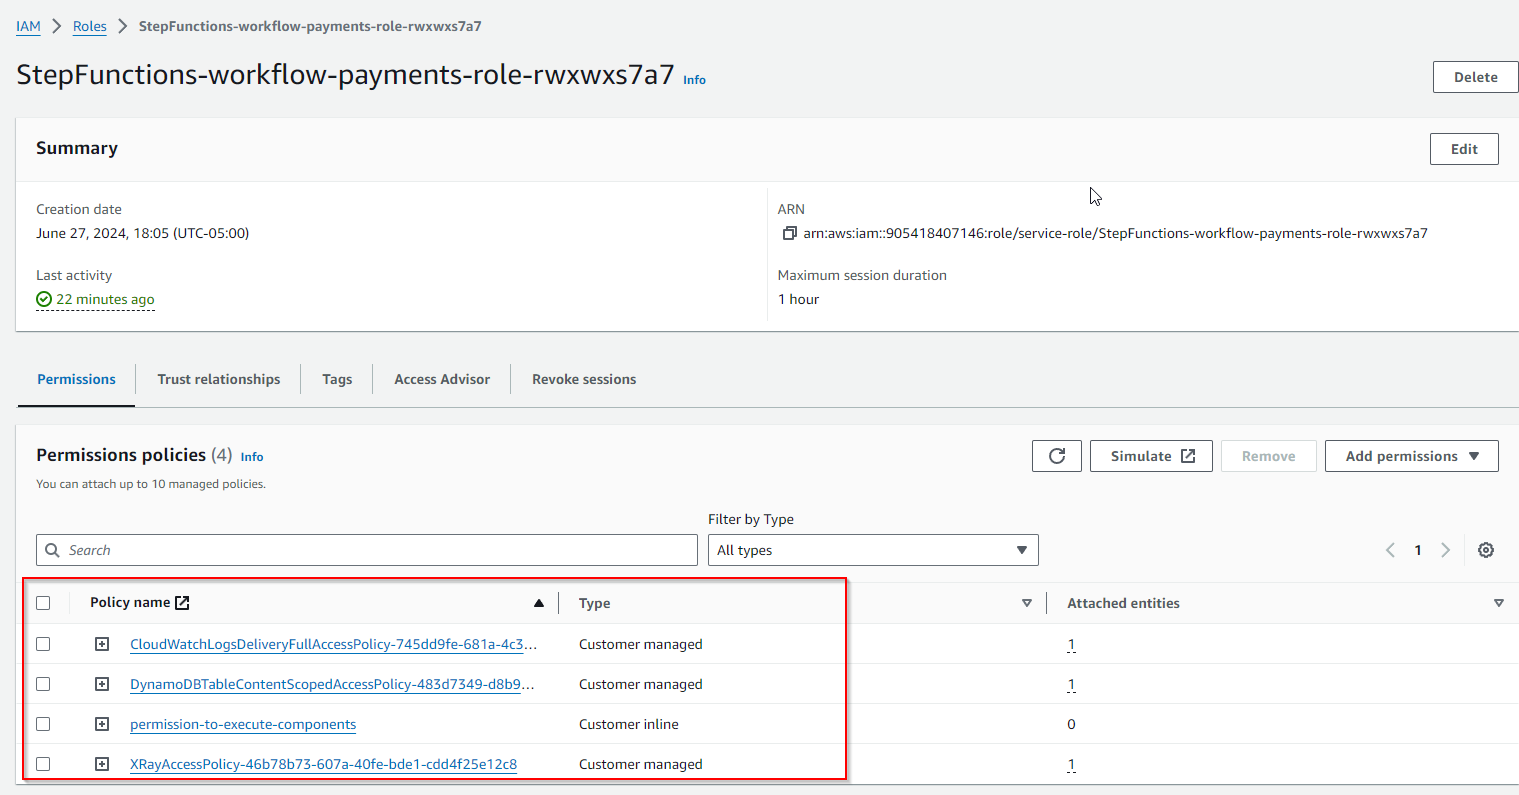 IAM > Roles > StepFunctions-workflow-payments-role-rwxwxs7a7
StepFunctions-workflow-payments-role-rwxwxs7a7 Info
Delete
Summary
Edit
Creation date
June 27, 2024, 18:05 (UTC-05:00)
ARN
arn:aws:iam::905418407146:role/service-role/StepFunctions-workflow-payments-role-rwxwxs7a7
Last activity
22 minutes ago
Maximum session duration
1 hour
Permissions Trust relationships Tags Access Advisor Revoke sessions
Permissions policies (4) Info
You can attach up to 10 managed policies.
Simulate Remove Add permissions
Filter by Type
Search
All types
1
Policy name Type Attached entities
CloudWatchLogsDeliveryFullAccessPolicy-745dd9fe-681a-4c3... Customer managed 1
DynamoDBTableContentScopedAccessPolicy-483d7349-d8b9... Customer managed 1
permission-to-execute-components Customer inline 0
XRayAccessPolicy-46b78b73-607a-40fe-bde1-cdd4f25e12c8 Customer managed 1